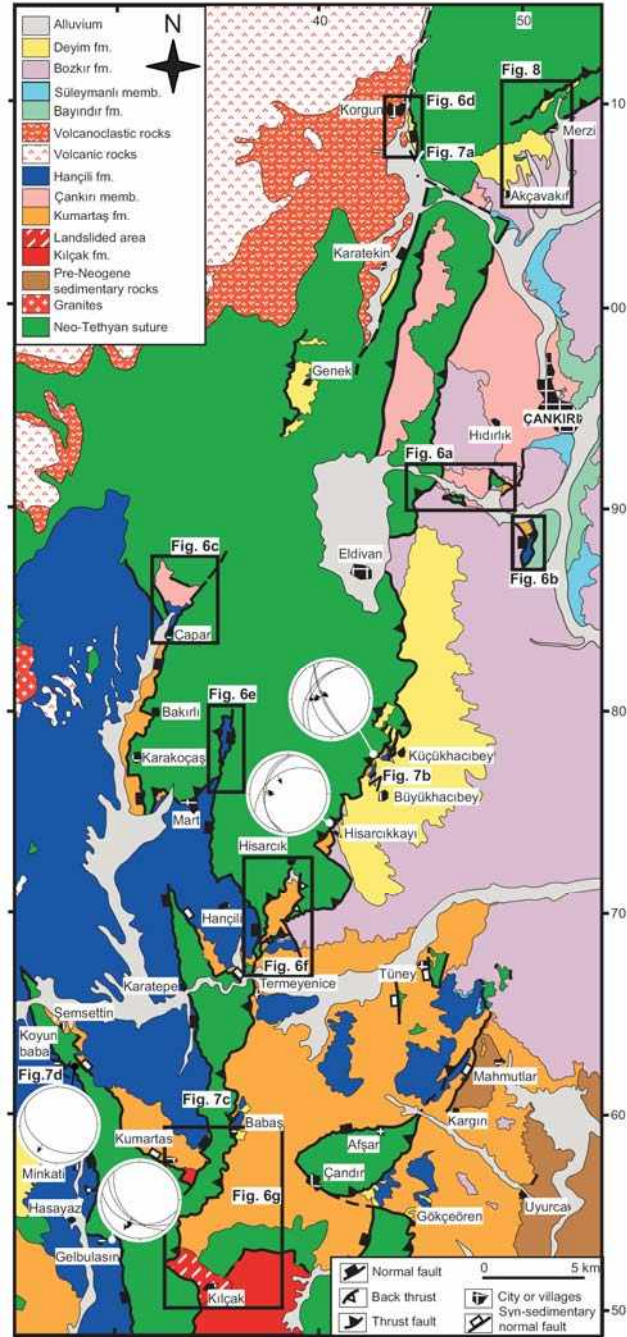 40
50
N
Alluvium
Deyim fm.
Bozkır fm.
Süleymanlı memb.
Bayındır fm.
Volcanoclastic rocks
Volcanic rocks
Hançili fm.
Çankırı memb.
Kumartaş fm.
Landslided area
Kılçak fm.
Pre-Neogene
sedimentary rocks
Granites
Neo-Tethyan suture
Fig. 8
10
Fig. 6d
Korgun
Merzi
Fig. 7a
Akçavakıf
Karatekin
00
Genek
ÇANKIRI
Hıdırlık
Fig. 6a
90
Eldivan
Fig. 6c
Fig. 6b
Çapar
Fig. 6e
80
Bakırlı
Küçükhacıbey
Karakoçaş
Fig. 7b
Büyükhacıbey
Mart
Hisarcıkkayı
Hisarcık
Hançili
70
Fig. 6f
Tüney
Karatepe
Termeyenice
Şemsettin
Koyun
baba
Fig.7d
Mahmutlar
Fig. 7c
Kargın
60
Babaş
Kumartas
Afşar
Minkati
Çandır
Fig. 6g
Hasayaz
Uyurca
Gökçeören
Gelbulasın
Kılçak
Normal fault
0
5 km
Back thrust
City or villages
Thrust fault
Syn-sedimentary
normal fault
50